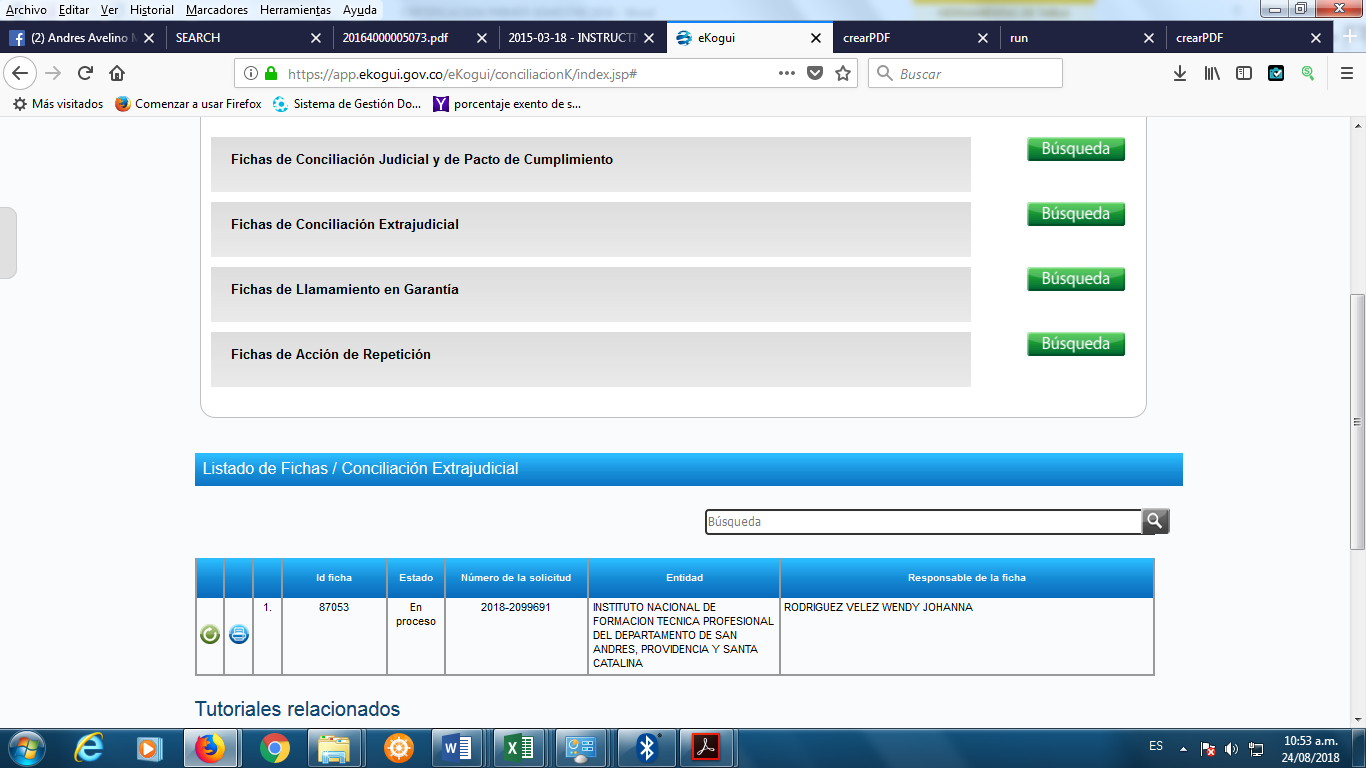 Archivo Editar Ver Historial Marcadores Herramientas Ayuda
(2) Andres Avelino M
SEARCH
20164000005073.pdf
2015-03-18 - INSTRUCTI
eKogui
crearPDF
run
crearPDF
https://app.ekogui.gov.co/eKogui/conciliacionK/index.jsp#
Buscar
Más visitados
Comenzar a usar Firefox
Sistema de Gestión Do...
porcentaje exento de s...
Fichas de Conciliación Judicial y de Pacto de Cumplimiento
Búsqueda
Fichas de Conciliación Extrajudicial
Búsqueda
Fichas de Llamamiento en Garantía
Búsqueda
Fichas de Acción de Repetición
Búsqueda
Listado de Fichas / Conciliación Extrajudicial
Búsqueda
Id ficha
Estado
Número de la solicitud
Entidad
Responsable de la ficha
1.
87053
En
proceso
2018-2099691
INSTITUTO NACIONAL DE
FORMACION TECNICA PROFESIONAL
DEL DEPARTAMENTO DE SAN
ANDRES, PROVIDENCIA Y SANTA
CATALINA
RODRIGUEZ VELEZ WENDY JOHANNA
Tutoriales relacionados
ES
10:53 a.m.
24/08/2018